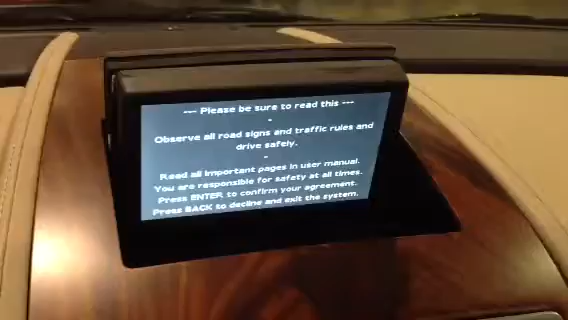 --- Please be sure to read this ---
-
Observe all road signs and traffic rules and
drive safely.
-
Read all important pages in user manual.
You are responsible for safety at all times.
Press ENTER to confirm your agreement.
Press BACK to decline and exit the system.